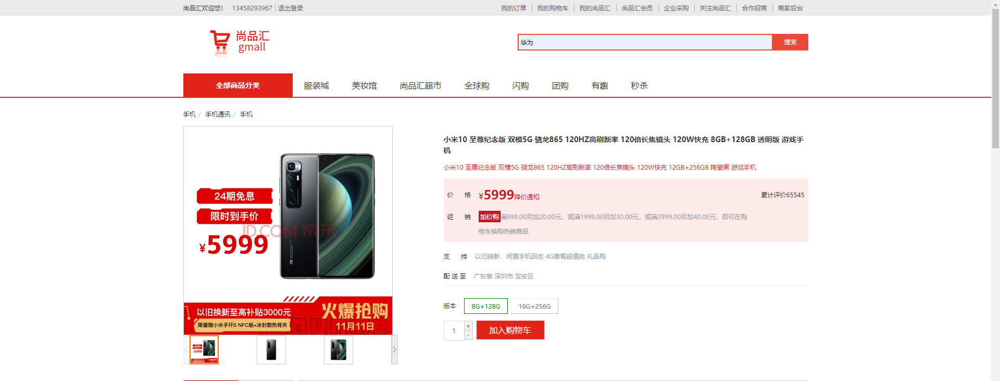 尚品汇欢迎您! 13458293967 退出登录
我的订单 我的购物车 我的尚品汇 尚品汇会员 企业采购 关注尚品汇 合作招商 商家后台
尚品汇
gmall
华为 搜索
全部商品分类 服装城 美妆馆 尚品汇超市 全球购 闪购 团购 有趣 秒杀
手机 / 手机通讯 / 手机
24期免息
限时到手价
JD.COM 京东
¥5999
以旧换新至高补贴3000元
限量赠小米手环5 NFC版+冰封散热背夹
火爆抢购
11月11日
小米10 至尊纪念版 双模5G 骁龙865 120HZ高刷新率 120倍长焦镜头 120W快充 8GB+128GB 透明版 游戏手
机
小米10 至尊纪念版 双模5G 骁龙865 120HZ高刷新率 120倍长焦镜头 120W快充 12GB+256GB 陶瓷黑 游戏手机
价 格 ¥5999降价通知 累计评价65545
促 销 加价购满999.00另加20.00元，或满1999.00另加30.00元，或满2999.00另加40.00元，即可在购
物车换购热销商品
支 持 以旧换新，闲置手机回收 4G套餐超值抢 礼品购
配 送 至 广东省 深圳市 宝安区
版本 8G+128G 16G+256G
1 + - 加入购物车